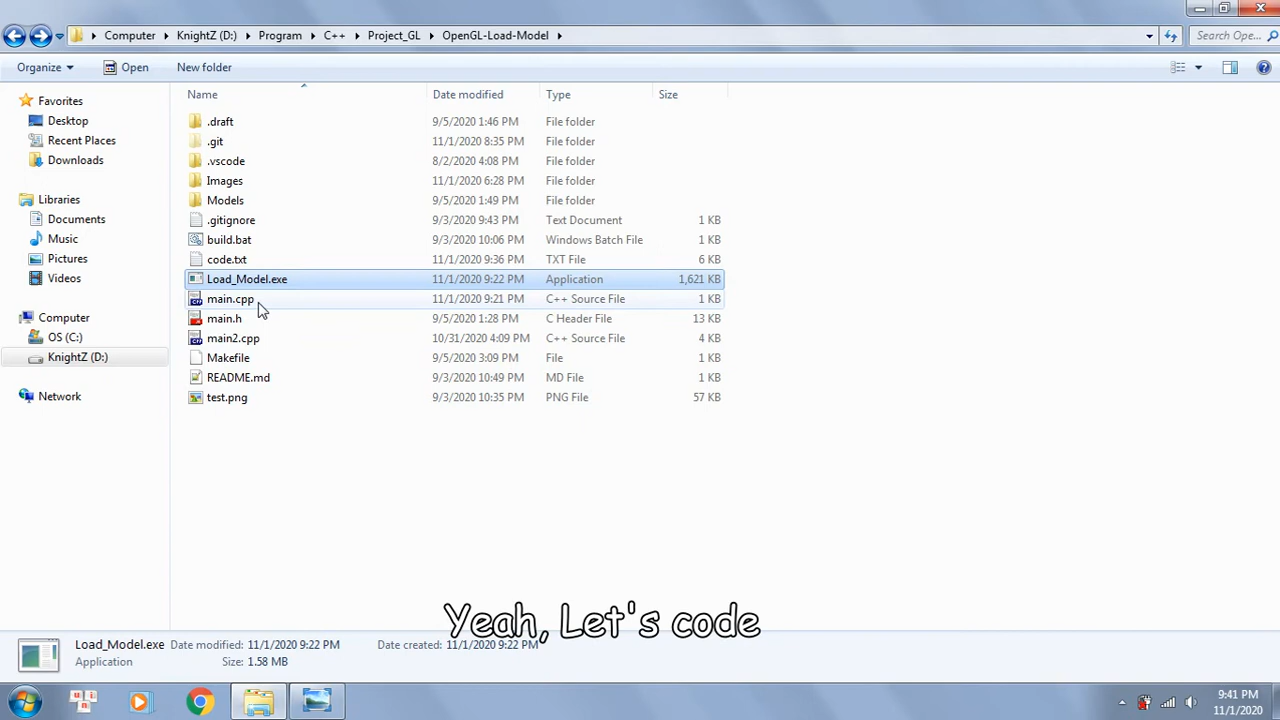 Computer KnightZ (D:) Program C++ Project_GL OpenGL-Load-Model Search Ope...
Organize Open New folder
Name Date modified Type Size
Favorites
Desktop
Recent Places
Downloads
Libraries
Documents
Music
Pictures
Videos
Computer
OS (C:)
KnightZ (D:)
Network
.draft 9/5/2020 1:46 PM File folder
.git 11/1/2020 8:35 PM File folder
.vscode 8/2/2020 4:08 PM File folder
Images 11/1/2020 6:28 PM File folder
Models 9/5/2020 1:49 PM File folder
.gitignore 9/3/2020 9:43 PM Text Document 1 KB
build.bat 9/3/2020 10:06 PM Windows Batch File 1 KB
code.txt 11/1/2020 9:36 PM TXT File 6 KB
Load_Model.exe 11/1/2020 9:22 PM Application 1,621 KB
main.cpp 11/1/2020 9:21 PM C++ Source File 1 KB
main.h 9/5/2020 1:28 PM C Header File 13 KB
main2.cpp 10/31/2020 4:09 PM C++ Source File 4 KB
Makefile 9/5/2020 3:09 PM File 1 KB
README.md 9/3/2020 10:49 PM MD File 1 KB
test.png 9/3/2020 10:35 PM PNG File 57 KB
Yeah, Let's code
Load_Model.exe Date modified: 11/1/2020 9:22 PM Date created: 11/1/2020 9:22 PM
Application Size: 1.58 MB
9:41 PM
11/1/2020